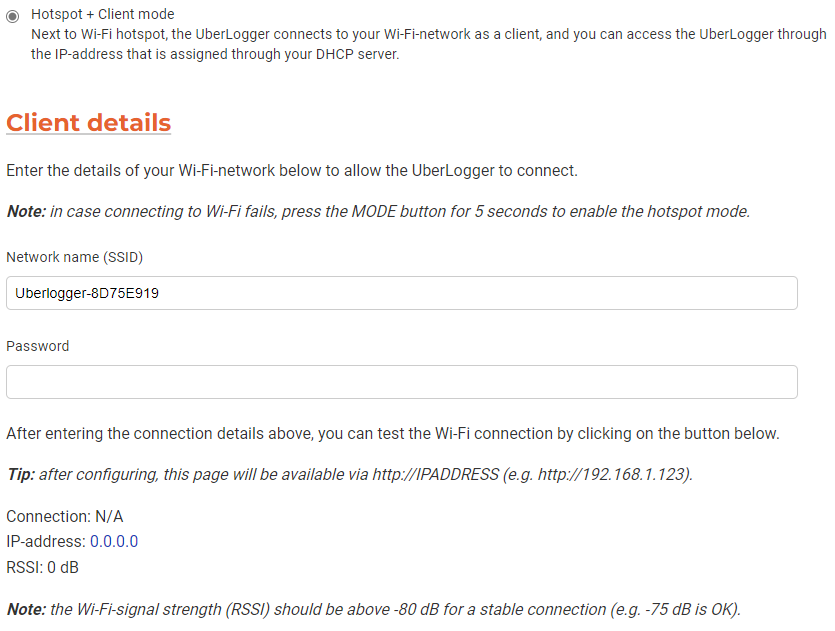 Hotspot + Client mode
Next to Wi-Fi hotspot, the UberLogger connects to your Wi-Fi-network as a client, and you can access the UberLogger through
the IP-address that is assigned through your DHCP server.
Client details
Enter the details of your Wi-Fi-network below to allow the UberLogger to connect.
Note: in case connecting to Wi-Fi fails, press the MODE button for 5 seconds to enable the hotspot mode.
Network name (SSID)
Uberlogger-8D75E919
Password
After entering the connection details above, you can test the Wi-Fi connection by clicking on the button below.
Tip: after configuring, this page will be available via http://IPADDRESS (e.g. http://192.168.1.123).
Connection: N/A
IP-address: 0.0.0.0
RSSI: 0 dB
Note: the Wi-Fi-signal strength (RSSI) should be above -80 dB for a stable connection (e.g. -75 dB is OK).